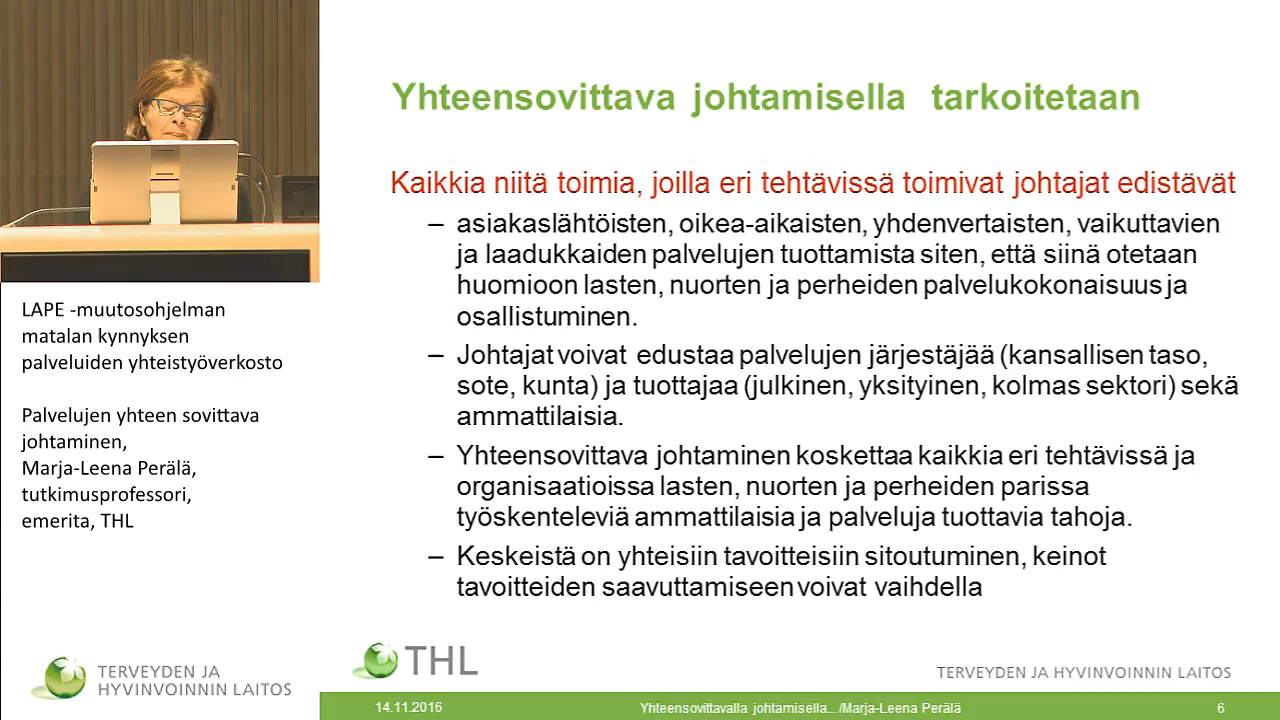 Yhteensovittava johtamisella tarkoitetaan
Kaikkia niitä toimia, joilla eri tehtävissä toimivat johtajat edistävät
– asiakaslähtöisten, oikea-aikaisten, yhdenvertaisten, vaikuttavien
ja laadukkaiden palvelujen tuottamista siten, että siinä otetaan
huomioon lasten, nuorten ja perheiden palvelukokonaisuus ja
osallistuminen.
– Johtajat voivat edustaa palvelujen järjestäjää (kansallisen taso,
sote, kunta) ja tuottajaa (julkinen, yksityinen, kolmas sektori) sekä
ammattilaisia.
– Yhteensovittava johtaminen koskettaa kaikkia eri tehtävissä ja
organisaatioissa lasten, nuorten ja perheiden parissa
työskenteleviä ammattilaisia ja palveluja tuottavia tahoja.
– Keskeistä on yhteisiin tavoitteisiin sitoutuminen, keinot
tavoitteiden saavuttamiseen voivat vaihdella
LAPE -muutosohjelman
matalan kynnyksen
palveluiden yhteistyöverkosto
Palvelujen yhteen sovittava
johtaminen,
Marja-Leena Perälä,
tutkimusprofessori,
emerita, THL
TERVEYDEN JA
HYVINVOINNIN LAITOS
THL
TERVEYDEN JA HYVINVOINNIN LAITOS
14.11.2016
Yhteensovittavalla johtamisella... /Marja-Leena Perälä
6